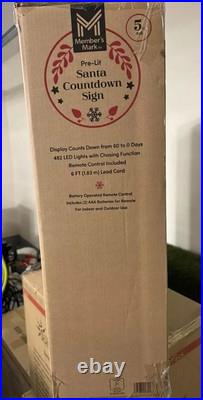 Member's
Mark
5
Pre-Lit
Santa
Countdown
Sign
Display Counts Down from 60 to 0 Days
482 LED Lights with Chasing Function
Remote Control Included
6 FT (1.83 m) Lead Cord
Battery Operated Remote Control
Includes (2) AAA Batteries for Remote
For Indoor and Outdoor Use